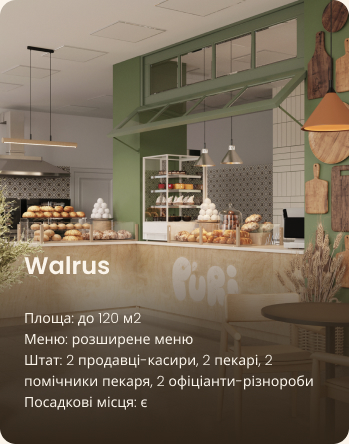 PURi
Walrus
Площа: до 120 м2
Меню: розширене меню
Штат: 2 продавці-касири, 2 пекарі, 2
помічники пекаря, 2 офіціанти-різнороби
Посадкові місця: є